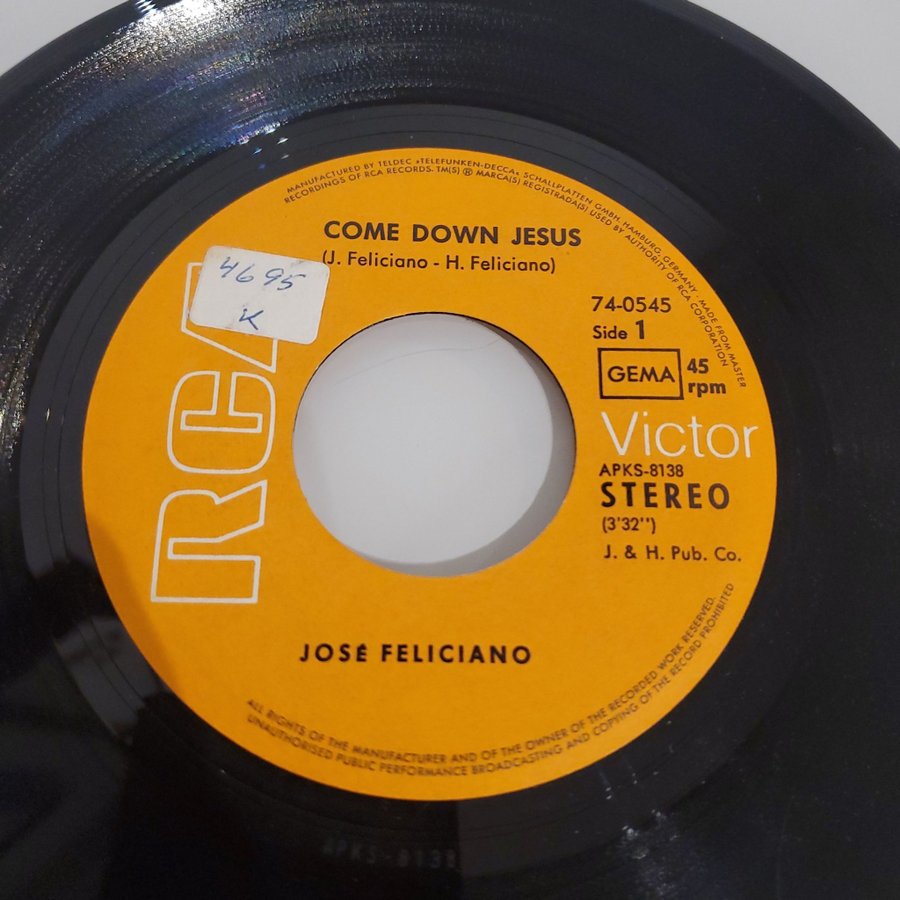 MANUFACTURED BY TELDEC »TELEFUNKEN-DECCA« SCHALLPLATTEN GMBH, HAMBURG, GERMANY · MADE FROM MASTER
RECORDINGS OF RCA RECORDS. TM(S) ® MARCA(S) REGISTRADA(S) USED BY AUTHORITY OF RCA CORPORATION
COME DOWN JESUS
(J. Feliciano - H. Feliciano)
4695
K
RCA
74-0545
Side 1
GEMA 45
rpm
Victor
APKS-8138
STEREO
(3'32'')
J. & H. Pub. Co.
JOSÉ FELICIANO
ALL RIGHTS OF THE MANUFACTURER AND OF THE OWNER OF THE RECORDED WORK RESERVED.
UNAUTHORISED PUBLIC PERFORMANCE BROADCASTING AND COPYING OF THE RECORD PROHIBITED
APKS-8138